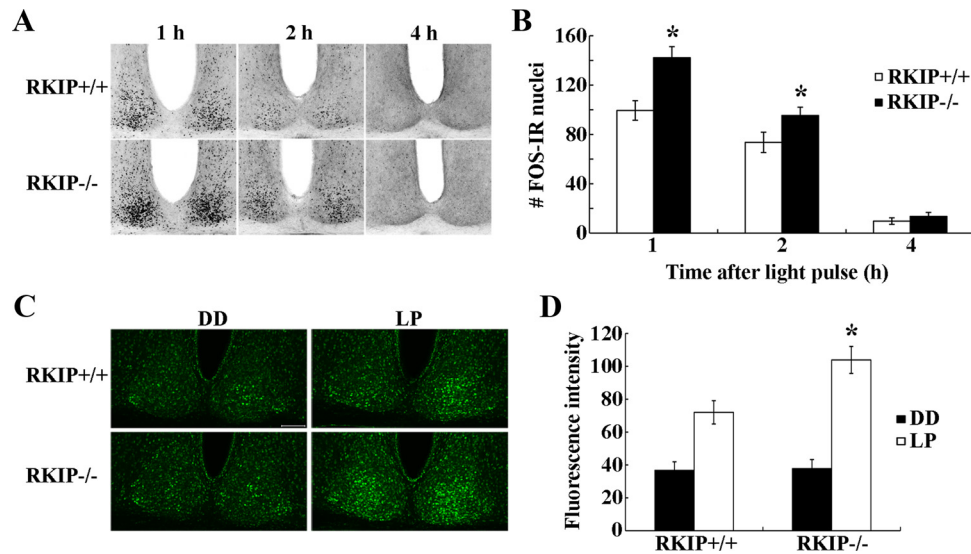 A
1 h 2 h 4 h
RKIP+/+
RKIP-/-
B
# FOS-IR nuclei
160
120
80
40
0
*
*
RKIP+/+
RKIP-/-
1 2 4
Time after light pulse (h)
C
DD LP
RKIP+/+
RKIP-/-
D
Fluorescence intensity
120
100
80
60
40
20
0
*
DD
LP
RKIP+/+ RKIP-/-